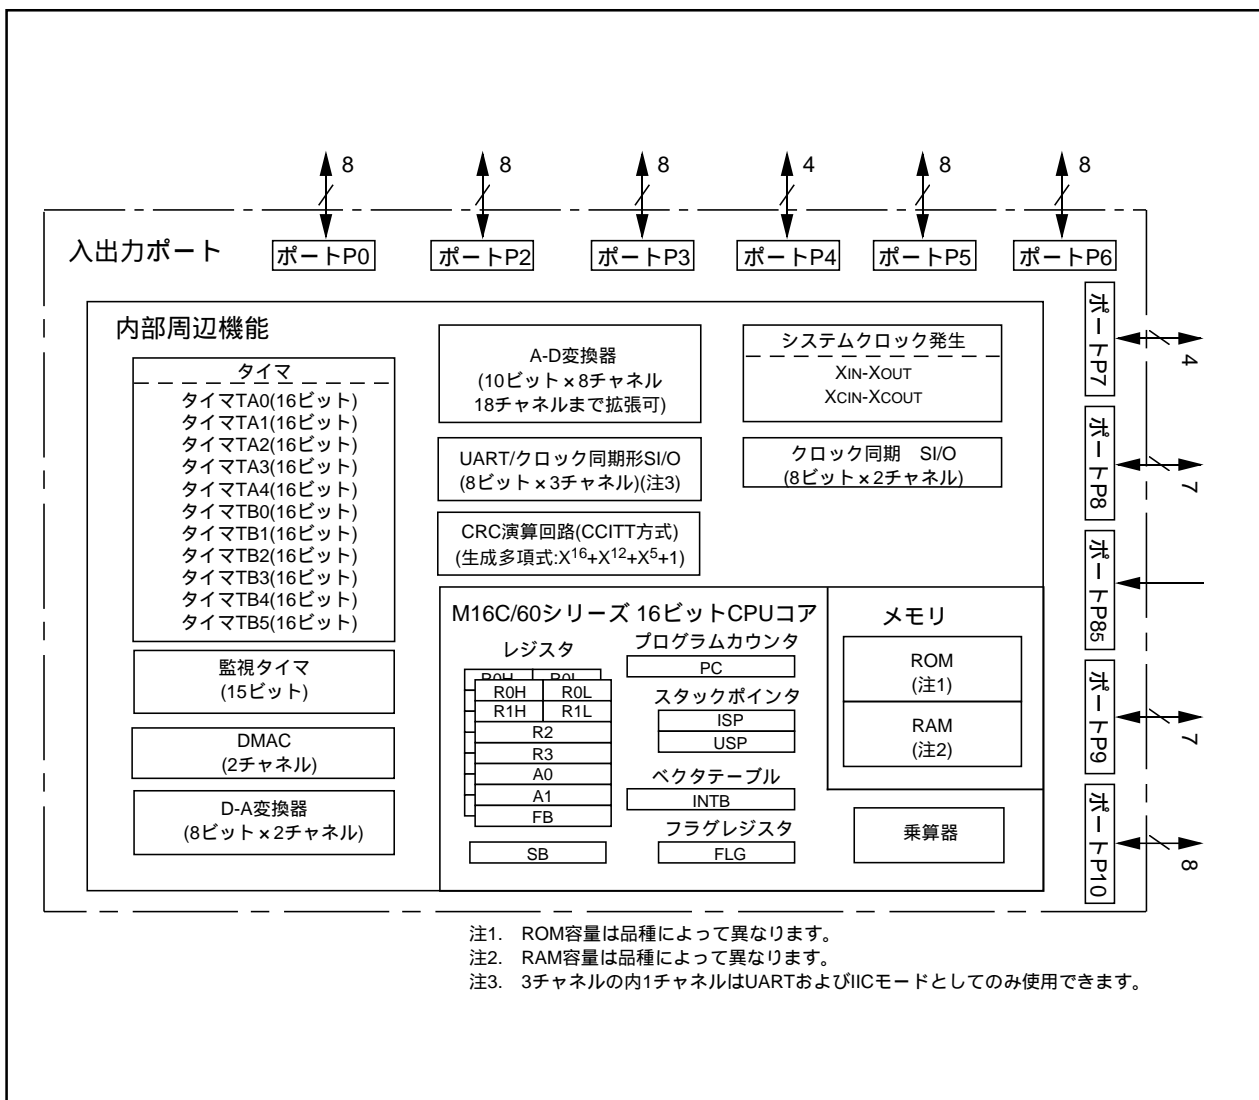 8
8
8
4
8
8
入出力ポート
ポートP0
ポートP2
ポートP3
ポートP4
ポートP5
ポートP6
内部周辺機能
タイマ
タイマTA0(16ビット)
タイマTA1(16ビット)
タイマTA2(16ビット)
タイマTA3(16ビット)
タイマTA4(16ビット)
タイマTB0(16ビット)
タイマTB1(16ビット)
タイマTB2(16ビット)
タイマTB3(16ビット)
タイマTB4(16ビット)
タイマTB5(16ビット)
監視タイマ
(15ビット)
DMAC
(2チャネル)
D-A変換器
(8ビット×2チャネル)
A-D変換器
(10ビット×8チャネル
18チャネルまで拡張可)
UART/クロック同期形SI/O
(8ビット×3チャネル)(注3)
CRC演算回路(CCITT方式)
(生成多項式:X16+X12+X5+1)
システムクロック発生
XIN-XOUT
XCIN-XCOUT
クロック同期 SI/O
(8ビット×2チャネル)
M16C/60シリーズ 16ビットCPUコア
レジスタ
R0H R0L
R0H R0L
R1H R1L
R2
R3
A0
A1
FB
SB
プログラムカウンタ
PC
スタックポインタ
ISP
USP
ベクタテーブル
INTB
フラグレジスタ
FLG
メモリ
ROM
(注1)
RAM
(注2)
乗算器
ポートP7
4
ポートP8
7
ポートP85
ポートP9
7
ポートP10
8
注1. ROM容量は品種によって異なります。
注2. RAM容量は品種によって異なります。
注3. 3チャネルの内1チャネルはUARTおよびIICモードとしてのみ使用できます。